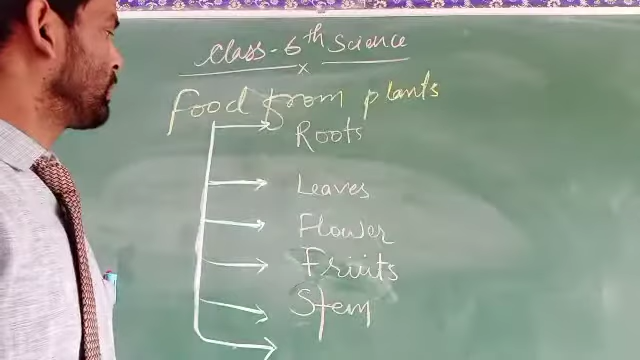 Class-6th Science
Food from plants
Roots
Leaves
Flower
Fruits
Stem